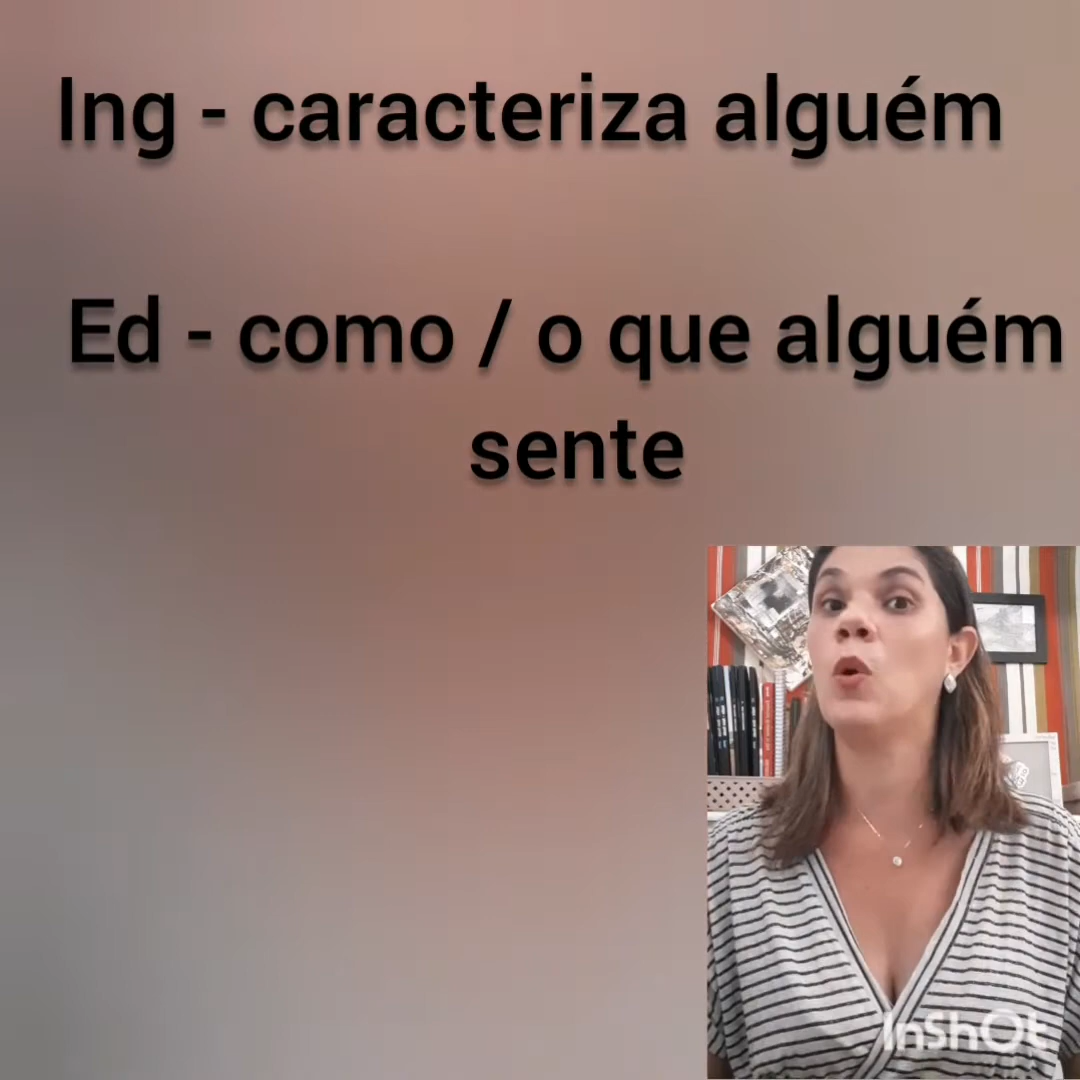 Ing - caracteriza alguém
Ed - como / o que alguém
sente
InShOt